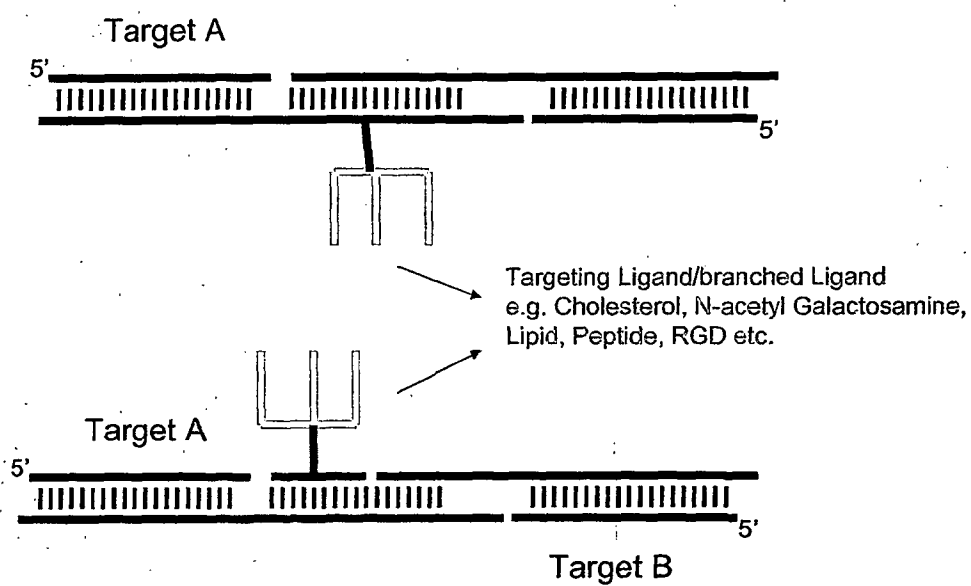 Target A
5'
5'
Targeting Ligand/branched Ligand
e.g. Cholesterol, N-acetyl Galactosamine,
Lipid, Peptide, RGD etc.
Target A
5'
5'
Target B